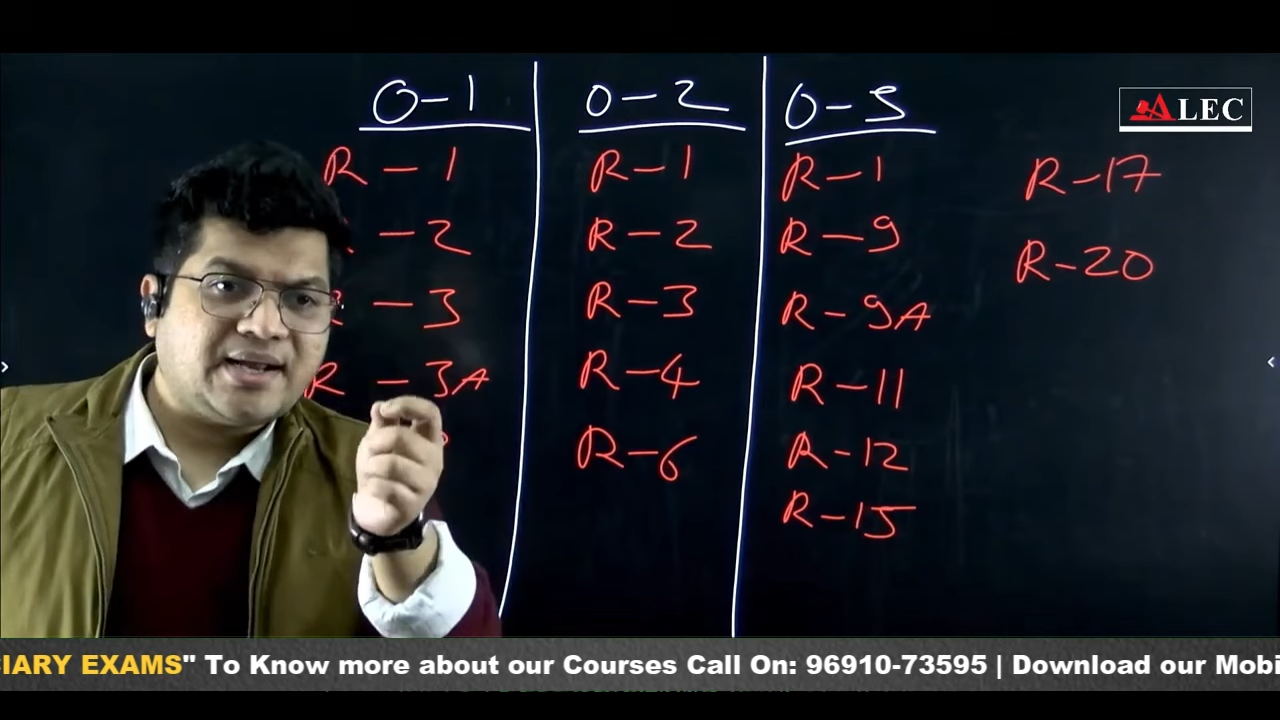 O-1
R-1
-2
-3
R-3A
O-2
R-1
R-2
R-3
R-4
R-6
O-5
R-1
R-9
R-9A
R-11
R-12
R-15
R-17
R-20
ALEC
CIARY EXAMS" To Know more about our Courses Call On: 96910-73595 | Download our Mobi